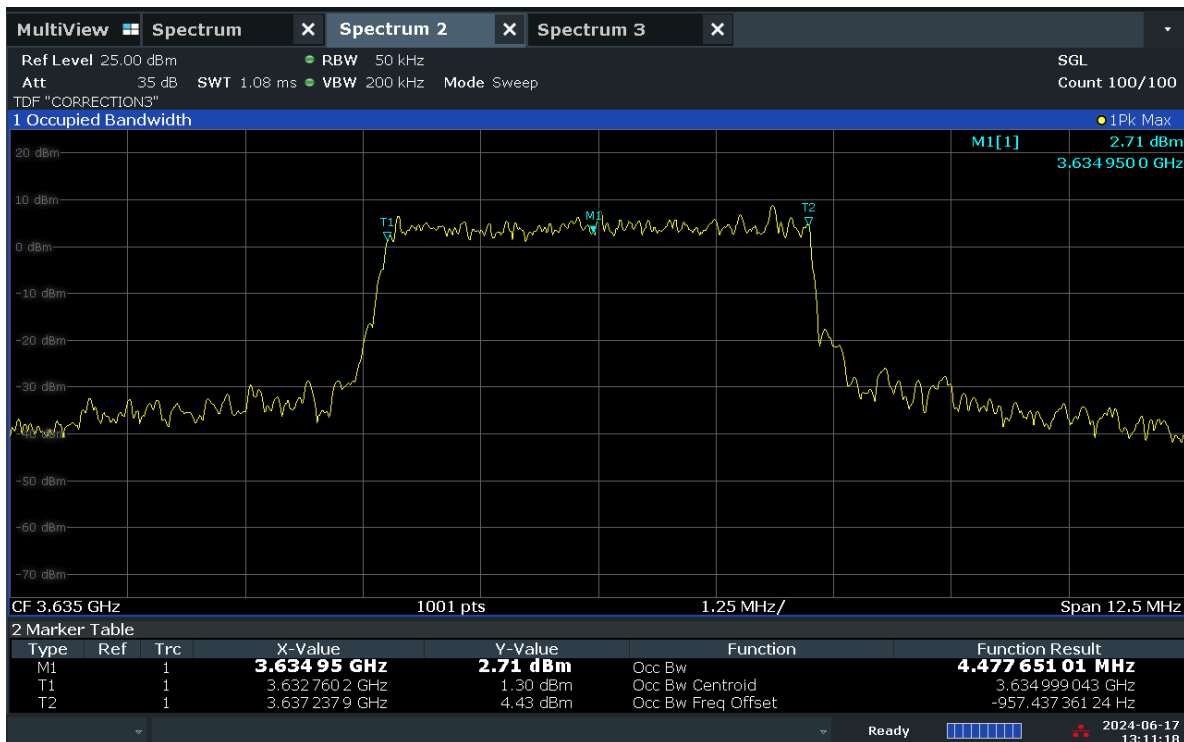 MultiView Spectrum X Spectrum 2 X Spectrum 3 X
Ref Level 25.00 dBm RBW 50 kHz SGL
Att 35 dB SWT 1.08 ms VBW 200 kHz Mode Sweep Count 100/100
TDF "CORRECTION3"
1 Occupied Bandwidth 1Pk Max
M1[1] 2.71 dBm
3.634 950 0 GHz
20 dBm
10 dBm
T1 M1 T2
0 dBm
-10 dBm
-20 dBm
-30 dBm
-40 dBm
-50 dBm
-60 dBm
-70 dBm
CF 3.635 GHz 1001 pts 1.25 MHz/ Span 12.5 MHz
2 Marker Table
Type Ref Trc X-Value Y-Value Function Function Result
M1 1 3.634 95 GHz 2.71 dBm Occ Bw 4.477 651 01 MHz
T1 1 3.632 760 2 GHz 1.30 dBm Occ Bw Centroid 3.634 999 043 GHz
T2 1 3.637 237 9 GHz 4.43 dBm Occ Bw Freq Offset -957.437 361 24 Hz
Ready 2024-06-17
13:11:18